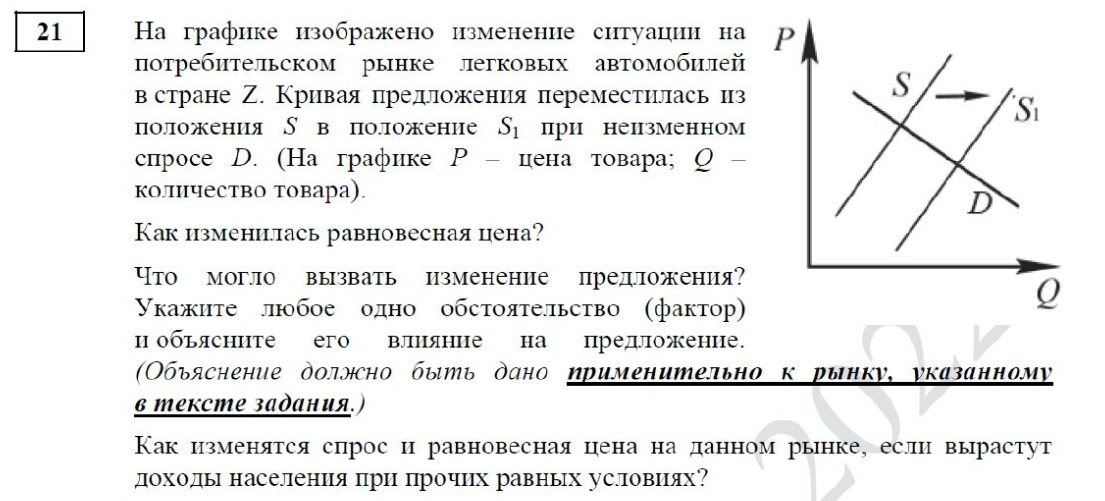 21
На графике изображено изменение ситуации на
потребительском рынке легковых автомобилей
в стране Z. Кривая предложения переместилась из
положения S в положение S₁ при неизменном
спросе D. (На графике P – цена товара; Q –
количество товара).
Как изменилась равновесная цена?
Что могло вызвать изменение предложения?
Укажите любое одно обстоятельство (фактор)
и объясните его влияние на предложение.
(Объяснение должно быть дано применительно к рынку, указанному
в тексте задания.)
Как изменятся спрос и равновесная цена на данном рынке, если вырастут
доходы населения при прочих равных условиях?
P
S
S₁
D
Q